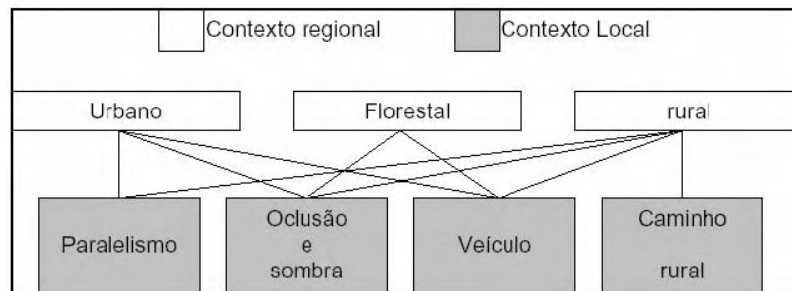 Contexto regional
Contexto Local
Urbano
Florestal
rural
Paralelismo
Oclusão
e
sombra
Veículo
Caminho
rural